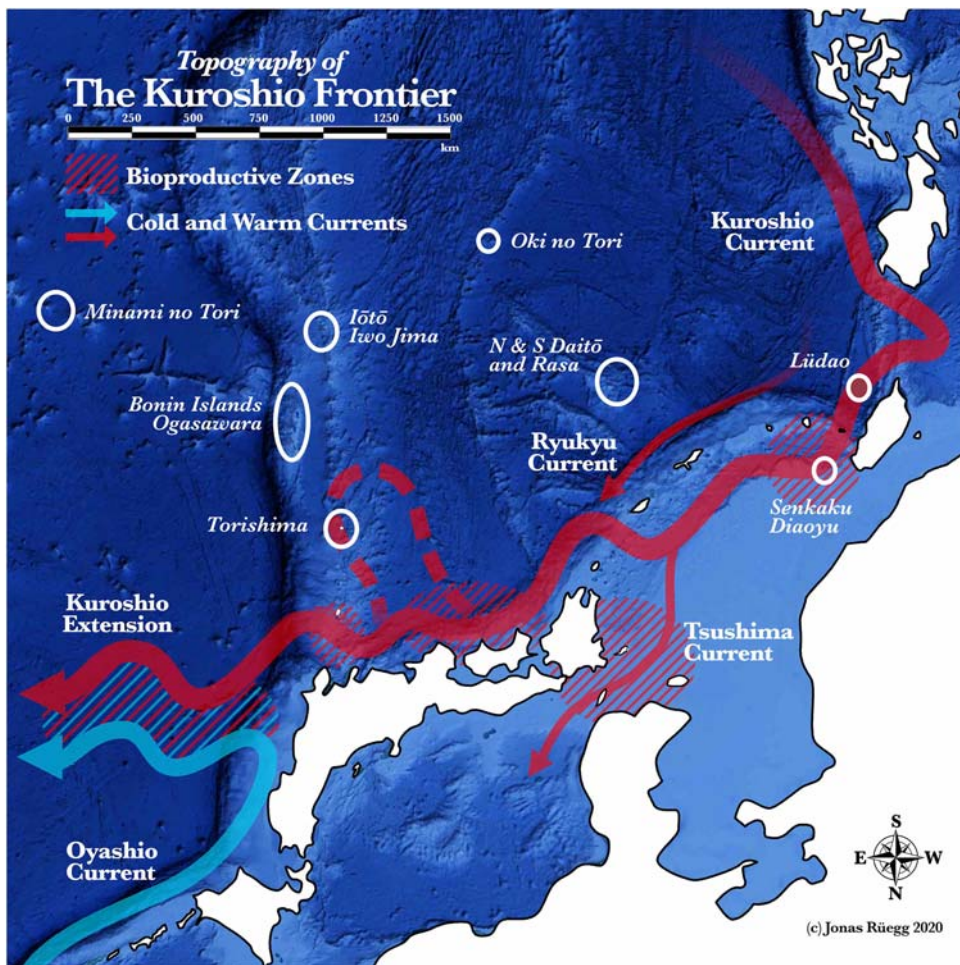 Topography of
The Kuroshio Frontier
0 250 500 750 1000 1250 1500
km
Bioproductive Zones
Cold and Warm Currents
Kuroshio
Current
Oki no Tori
Minami no Tori
Iōtō
Iwo Jima
N & S Daitō
and Rasa
Lüdao
Bonin Islands
Ogasawara
Ryukyu
Current
Senkaku
Diaoyu
Torishima
Kuroshio
Extension
Tsushima
Current
Oyashio
Current
S
E W
N
(c) Jonas Rüegg 2020